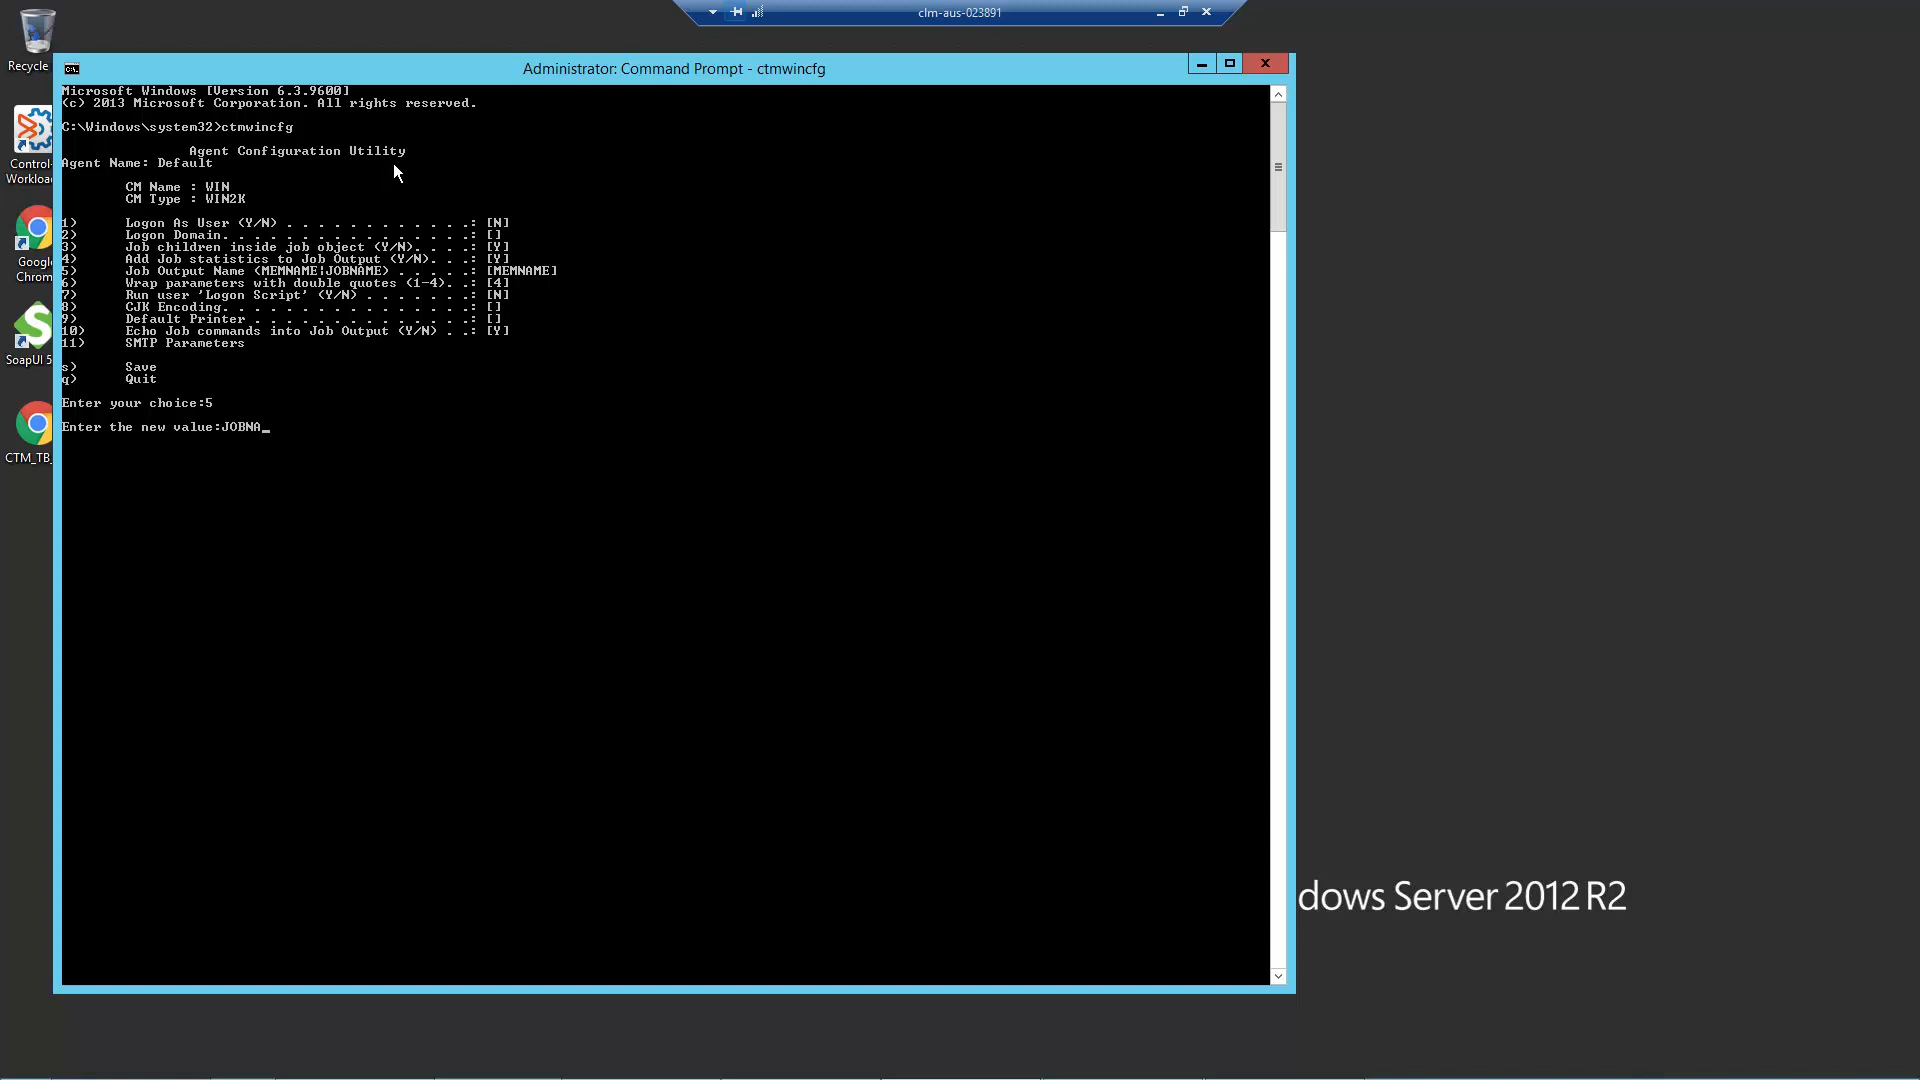 clm-aus-023891
Recycle
Control-
Workloa
Google
Chrom
SoapUI 5
CTM_TB_
Administrator: Command Prompt - ctmwincfg
Microsoft Windows [Version 6.3.9600]
(c) 2013 Microsoft Corporation. All rights reserved.
C:\Windows\system32>ctmwincfg
Agent Configuration Utility
Agent Name: Default
CM Name : WIN
CM Type : WIN2K
1) Logon As User (Y/N) . . . . . . . . . . . .: [N]
2) Logon Domain. . . . . . . . . . . . . . . .: []
3) Job children inside job object (Y/N). . . .: [Y]
4) Add Job statistics to Job Output (Y/N). . .: [Y]
5) Job Output Name (MEMNAME|JOBNAME) . . . . .: [MEMNAME]
6) Wrap parameters with double quotes (1-4). .: [4]
7) Run user 'Logon Script' (Y/N) . . . . . . .: [N]
8) CJK Encoding. . . . . . . . . . . . . . . .: []
9) Default Printer . . . . . . . . . . . . . .: []
10) Echo Job commands into Job Output (Y/N) . .: [Y]
11) SMTP Parameters
s) Save
q) Quit
Enter your choice:5
Enter the new value:JOBNA_
dows Server 2012 R2